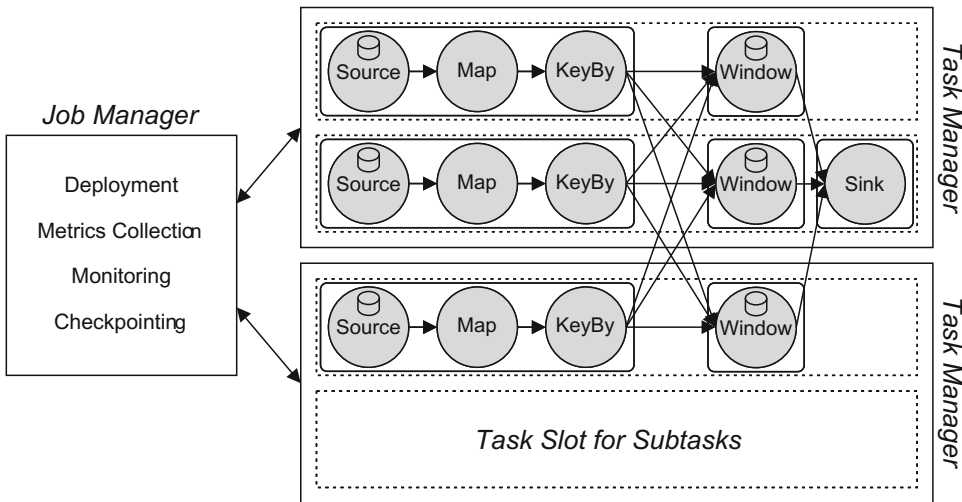 Job Manager
Deployment
Metrics Collection
Monitoring
Checkpointing
Source Map KeyBy Window
Source Map KeyBy Window Sink
Task Manager
Source Map KeyBy Window
Task Slot for Subtasks
Task Manager